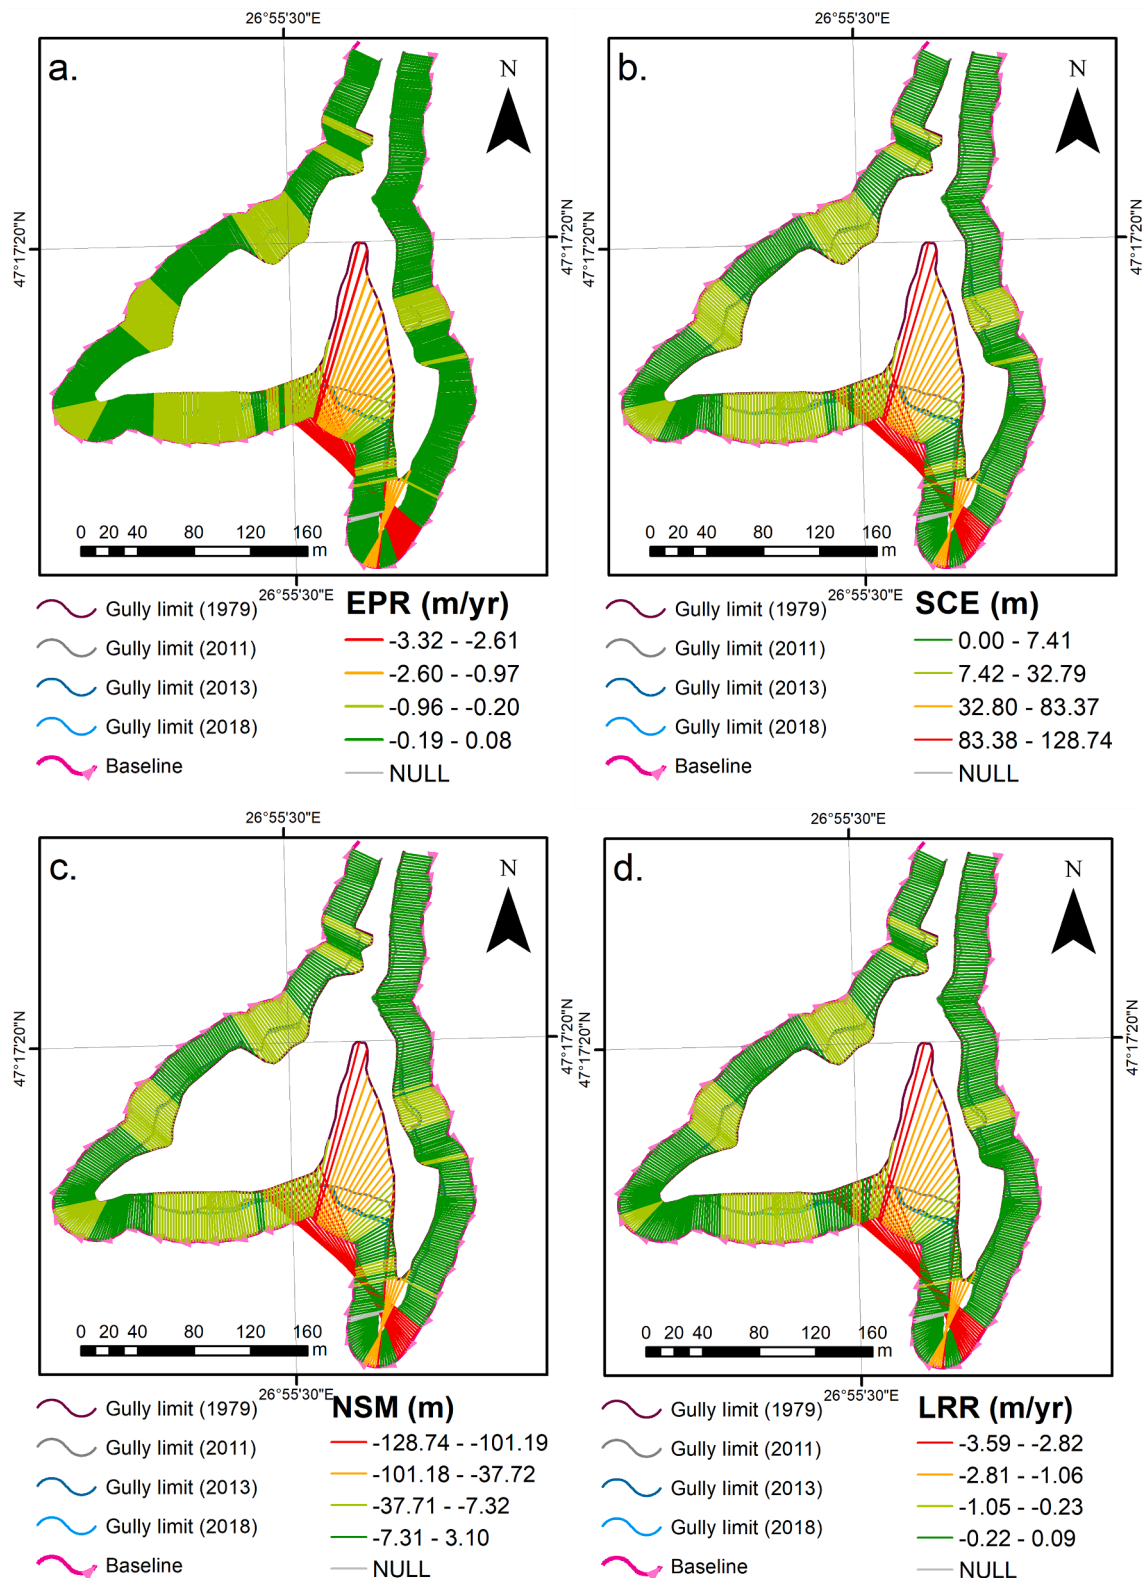 26°55'30"E
26°55'30"E
a.
N
b.
N
47°17'20"N
47°17'20"N
47°17'20"N
47°17'20"N
0 20 40 80 120 160
m
0 20 40 80 120 160
m
26°55'30"E
26°55'30"E
Gully limit (1979)
Gully limit (2011)
Gully limit (2013)
Gully limit (2018)
Baseline
EPR (m/yr)
-3.32 - -2.61
-2.60 - -0.97
-0.96 - -0.20
-0.19 - 0.08
NULL
Gully limit (1979)
Gully limit (2011)
Gully limit (2013)
Gully limit (2018)
Baseline
SCE (m)
0.00 - 7.41
7.42 - 32.79
32.80 - 83.37
83.38 - 128.74
NULL
26°55'30"E
26°55'30"E
c.
N
d.
N
47°17'20"N
47°17'20"N
47°17'20"N
47°17'20"N
0 20 40 80 120 160
m
0 20 40 80 120 160
m
26°55'30"E
26°55'30"E
Gully limit (1979)
Gully limit (2011)
Gully limit (2013)
Gully limit (2018)
Baseline
NSM (m)
-128.74 - -101.19
-101.18 - -37.72
-37.71 - -7.32
-7.31 - 3.10
NULL
Gully limit (1979)
Gully limit (2011)
Gully limit (2013)
Gully limit (2018)
Baseline
LRR (m/yr)
-3.59 - -2.82
-2.81 - -1.06
-1.05 - -0.23
-0.22 - 0.09
NULL